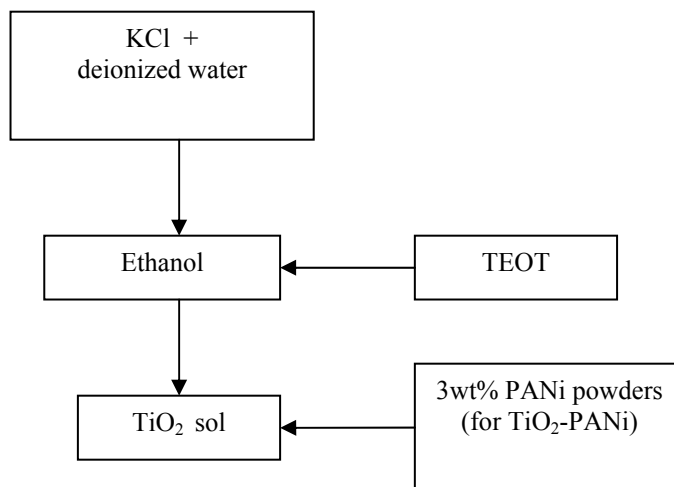 KCl +
deionized water
Ethanol
TEOT
TiO₂ sol
3wt% PANi powders
(for TiO₂-PANi)